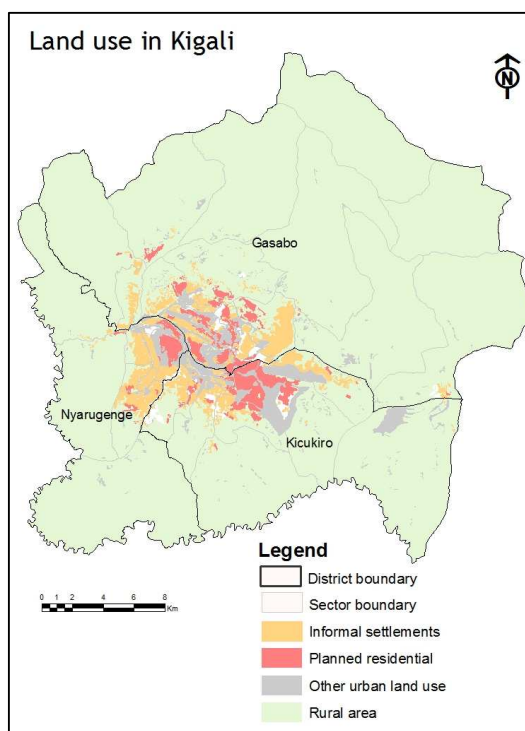 Land use in Kigali
N
Gasabo
Nyarugenge
Kicukiro
Legend
District boundary
Sector boundary
Informal settlements
Planned residential
Other urban land use
Rural area
0 1 2 4 6 8
Km